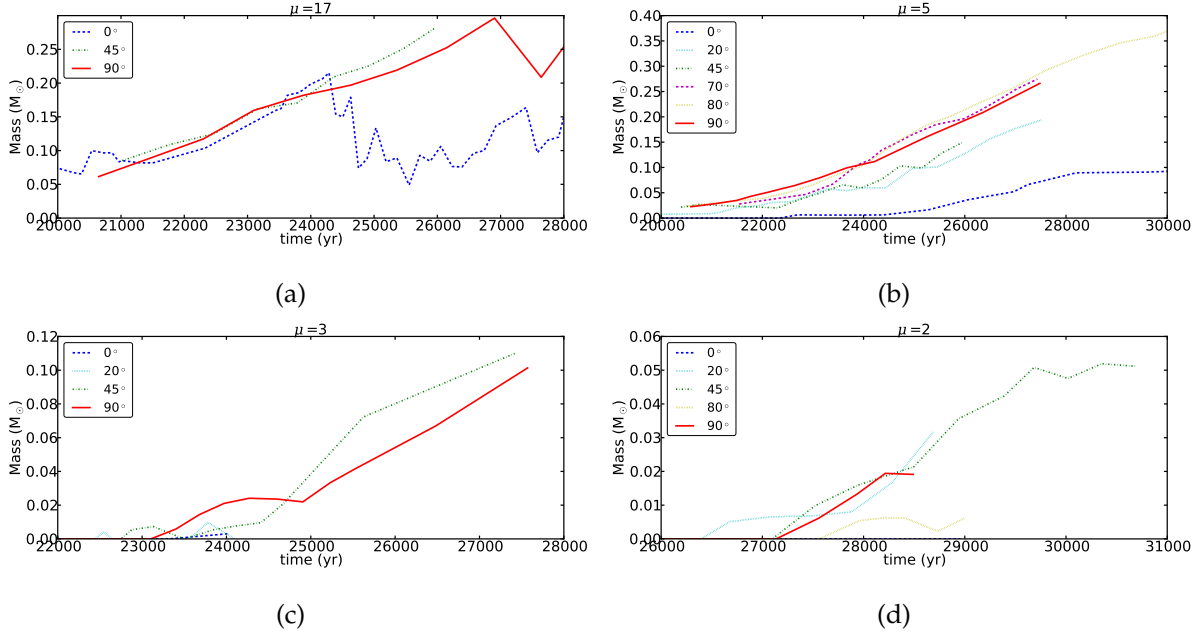 μ=17
0°
45°
90°
Mass (M☉)
0.25
0.20
0.15
0.10
0.05
0.00
20000 21000 22000 23000 24000 25000 26000 27000 28000
time (yr)
(a)
μ=5
0°
20°
45°
70°
80°
90°
Mass (M☉)
0.40
0.35
0.30
0.25
0.20
0.15
0.10
0.05
0.00
20000 22000 24000 26000 28000 30000
time (yr)
(b)
μ=3
0°
20°
45°
90°
Mass (M☉)
0.12
0.10
0.08
0.06
0.04
0.02
0.00
22000 23000 24000 25000 26000 27000 28000
time (yr)
(c)
μ=2
0°
20°
45°
80°
90°
Mass (M☉)
0.06
0.05
0.04
0.03
0.02
0.01
0.00
26000 27000 28000 29000 30000 31000
time (yr)
(d)